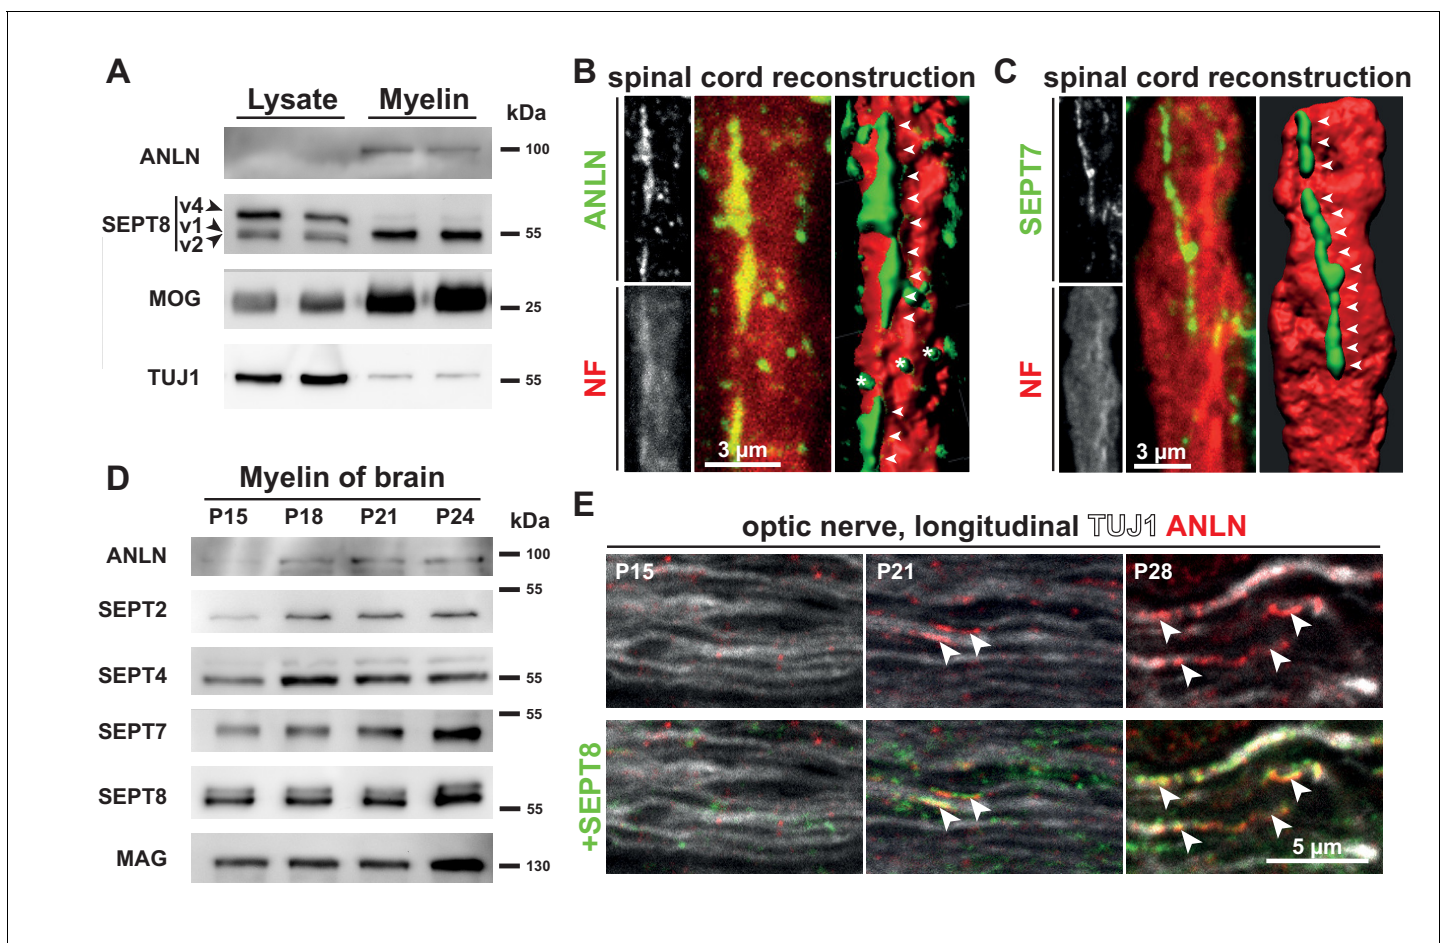 A
Lysate Myelin
kDa
ANLN
100
SEPT8
v4
v1
v2
55
MOG
25
TUJ1
55
B
spinal cord reconstruction
ANLN
NF
3 µm
*
*
*
C
spinal cord reconstruction
SEPT7
NF
3 µm
D
Myelin of brain
P15 P18 P21 P24
kDa
ANLN
100
55
SEPT2
SEPT4
55
55
SEPT7
SEPT8
55
MAG
130
E
optic nerve, longitudinal TUJ1 ANLN
P15 P21 P28
+SEPT8
5 µm